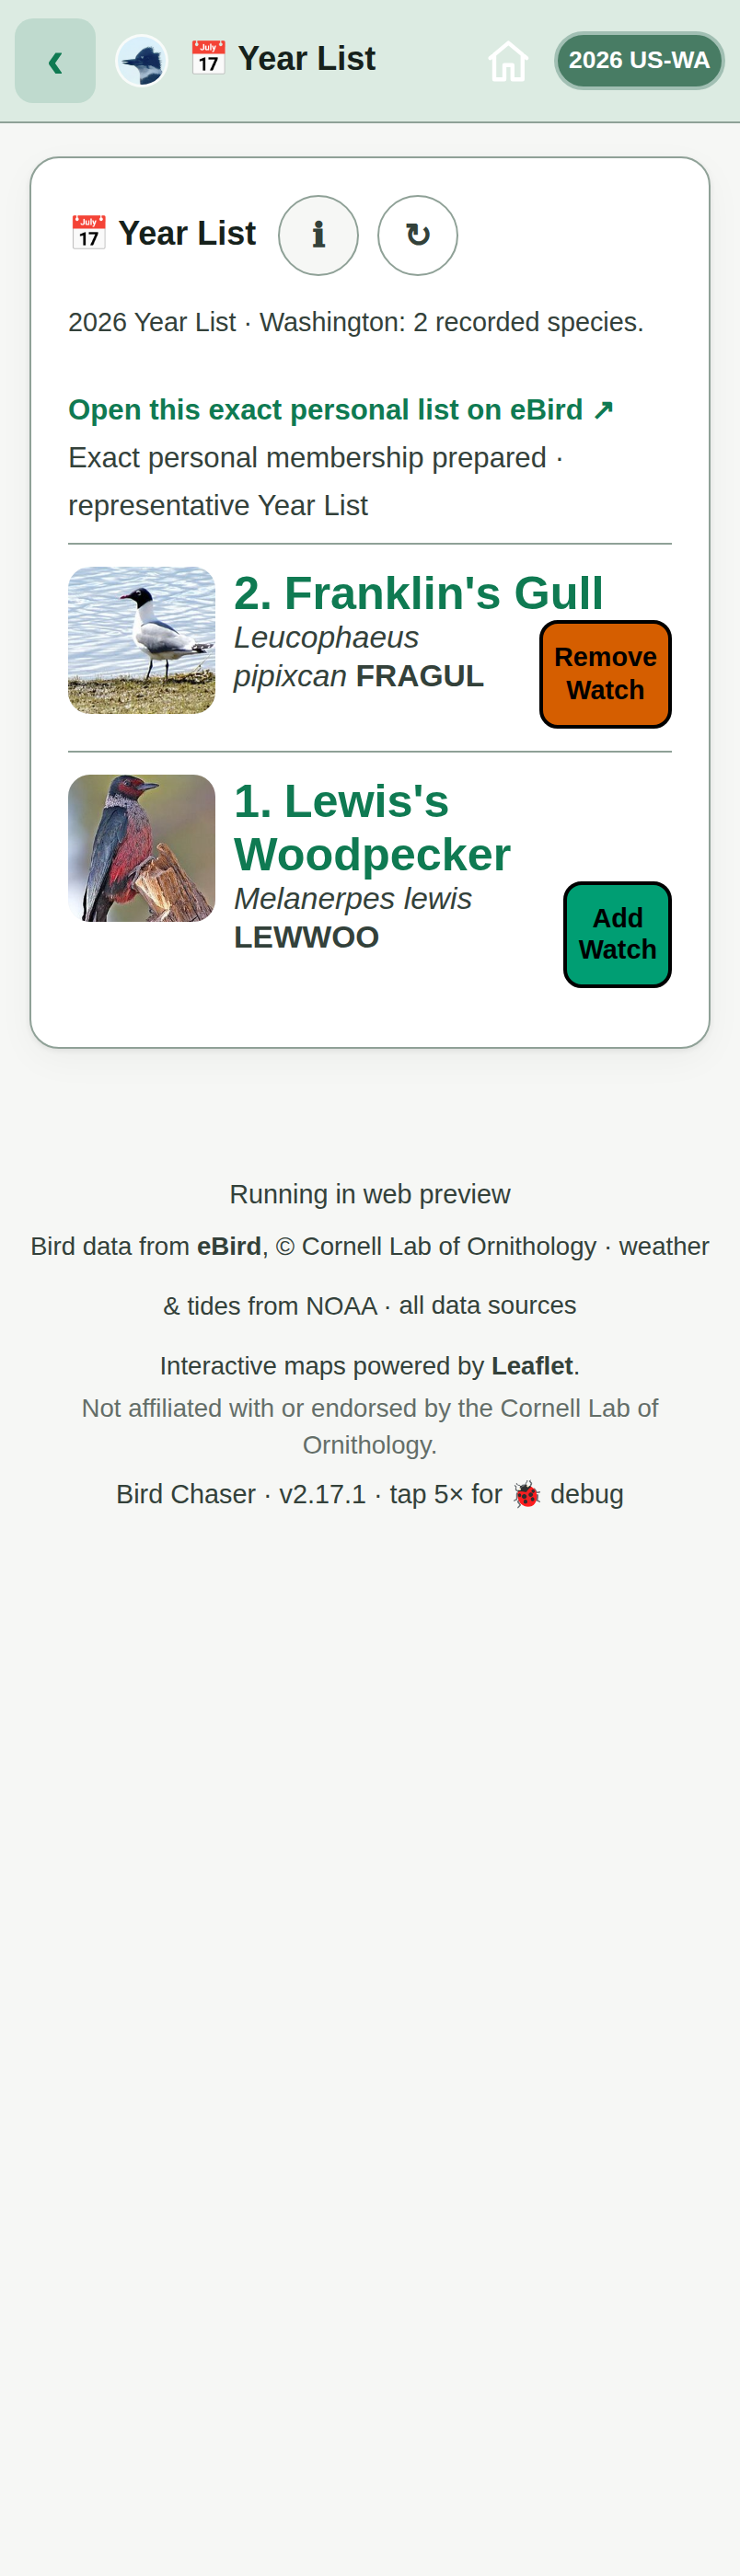 ‹ 📅 Year List 2026 US-WA
📅 Year List ℹ ↻
2026 Year List · Washington: 2 recorded species.
Open this exact personal list on eBird ↗
Exact personal membership prepared ·
representative Year List
2. Franklin's Gull
Leucophaeus
pipixcan FRAGUL
Remove
Watch
1. Lewis's
Woodpecker
Melanerpes lewis
LEWWOO
Add
Watch
Running in web preview
Bird data from eBird, © Cornell Lab of Ornithology · weather
& tides from NOAA · all data sources
Interactive maps powered by Leaflet.
Not affiliated with or endorsed by the Cornell Lab of
Ornithology.
Bird Chaser · v2.17.1 · tap 5× for 🐞 debug